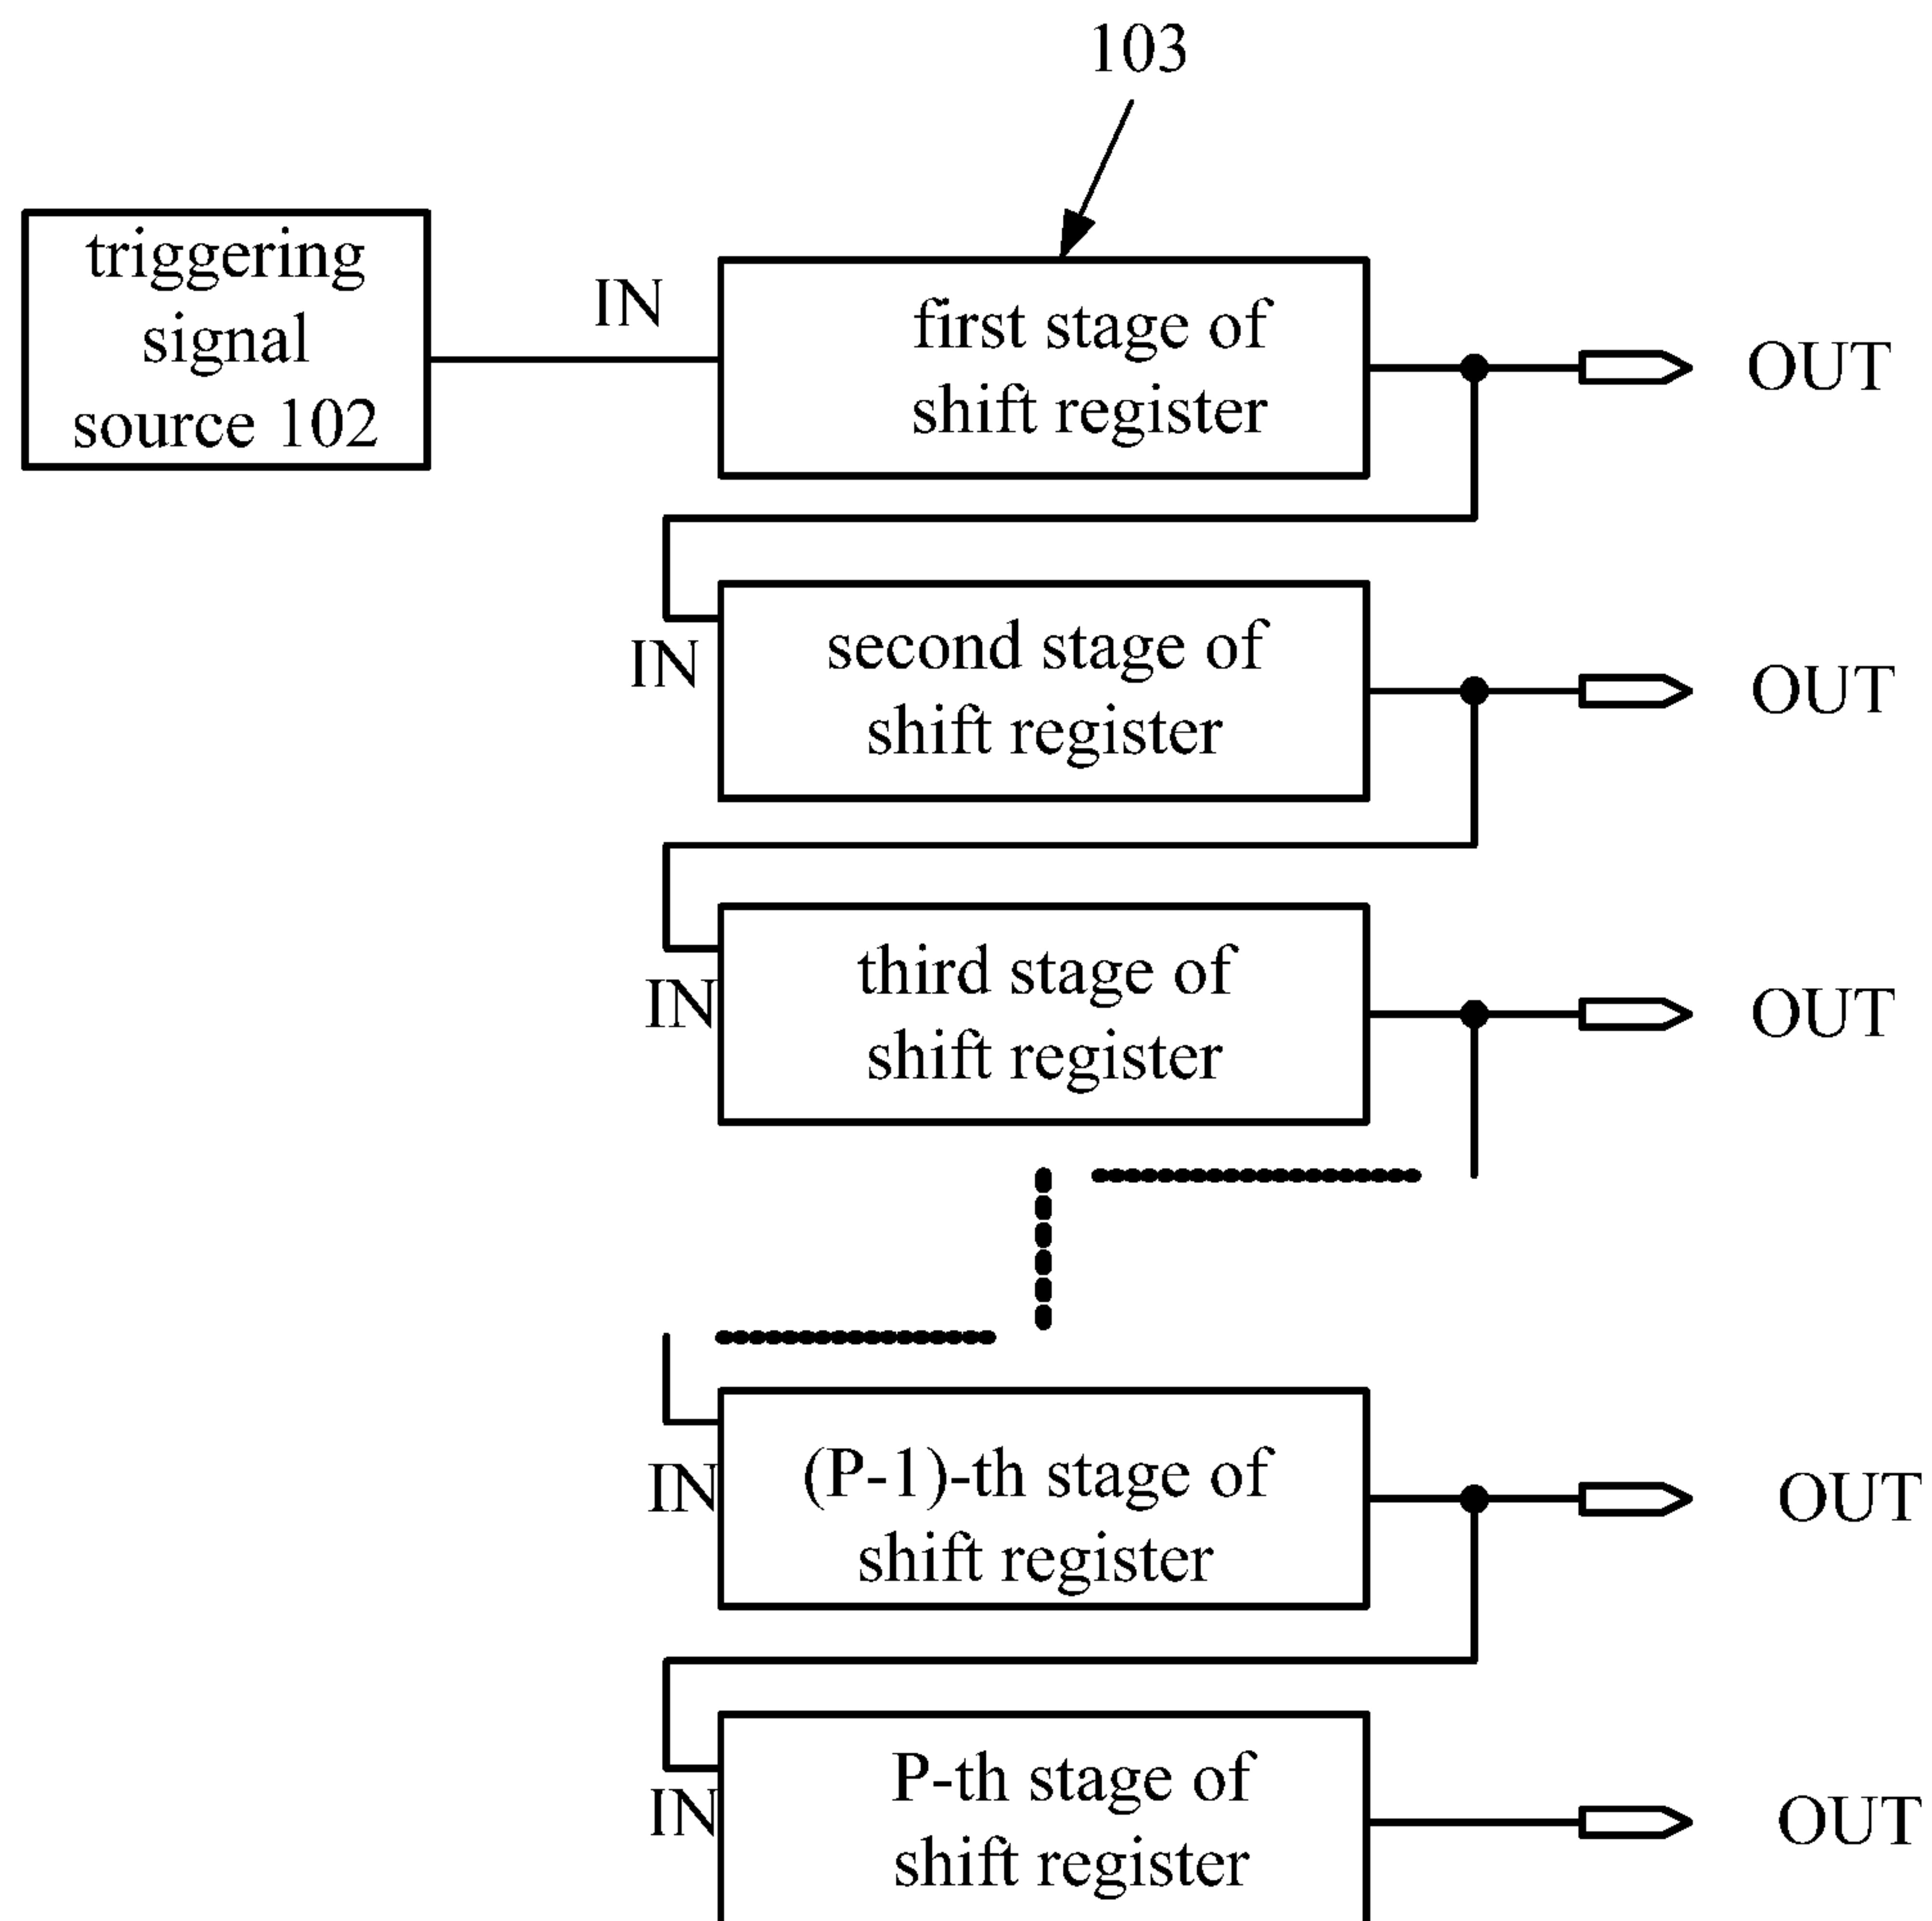 103
triggering
signal
source 102
IN
first stage of
shift register
OUT
IN
second stage of
shift register
OUT
IN
third stage of
shift register
OUT
IN
(P-1)-th stage of
shift register
OUT
IN
P-th stage of
shift register
OUT